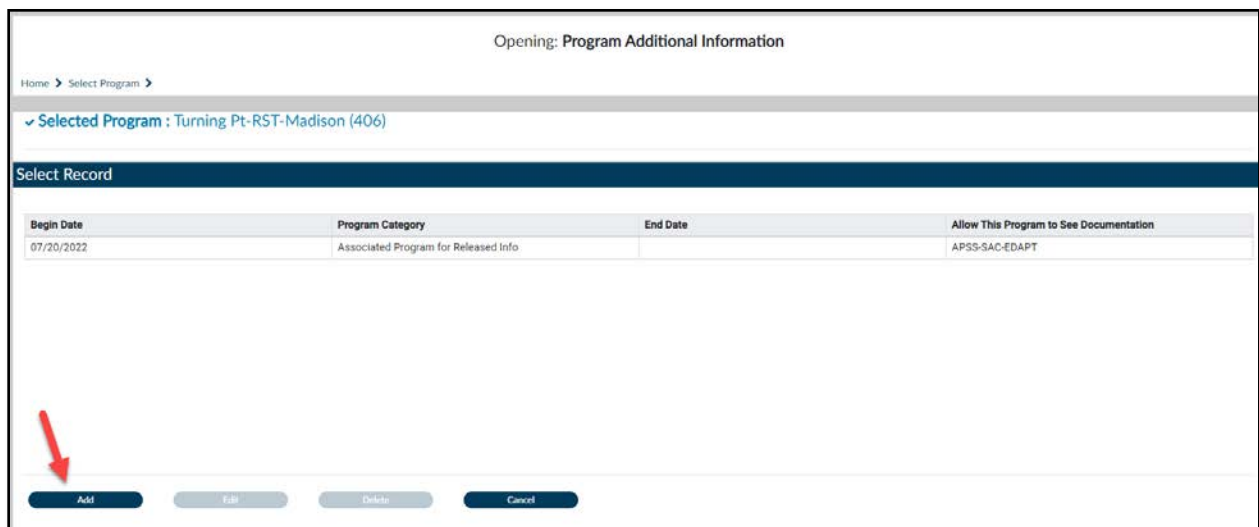 Opening: Program Additional Information
Home > Select Program >
✓ Selected Program : Turning Pt-RST-Madison (406)
Select Record
Begin Date Program Category End Date Allow This Program to See Documentation
07/20/2022 Associated Program for Released Info APSS-SAC-EDAPT
Add Edit Delete Cancel